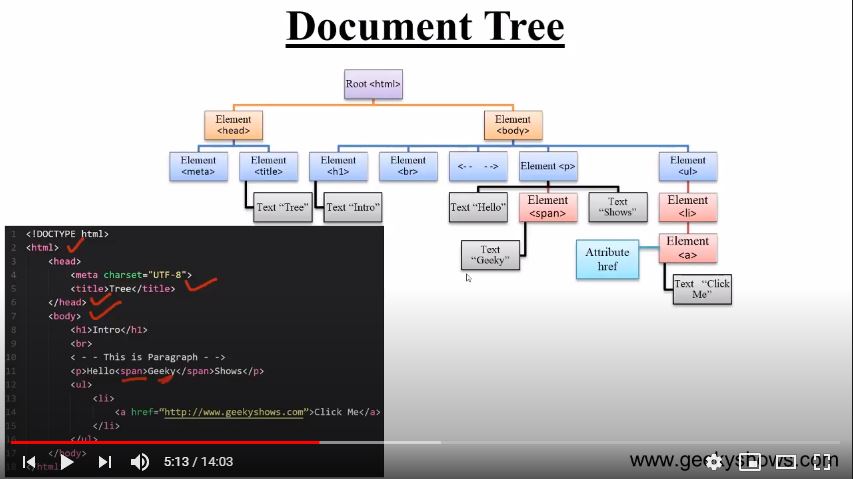 Document Tree
Root <html>
Element
<head>
Element
<body>
Element
<meta>
Element
<title>
Element
<h1>
Element
<br>
<-- -->
Element <p>
Element
<ul>
Text “Tree”
Text “Intro”
Text “Hello”
Element
<span>
Text
“Shows”
Element
<li>
Text
“Geeky”
Attribute
href
Element
<a>
Text “Click
Me”
1 <!DOCTYPE html>
2 <html>
3 <head>
4 <meta charset="UTF-8">
5 <title>Tree</title>
6 </head>
7 <body>
8 <h1>Intro</h1>
9 <br>
10 < - - This is Paragraph - - >
11 <p>Hello<span>Geeky</span>Shows</p>
12 <ul>
13 <li>
14 <a href=“http://www.geekyshows.com”>Click Me</a>
15 </li>
16 </ul>
17 </body>
18 </html>
5:13 / 14:03
www.geekyshows.com